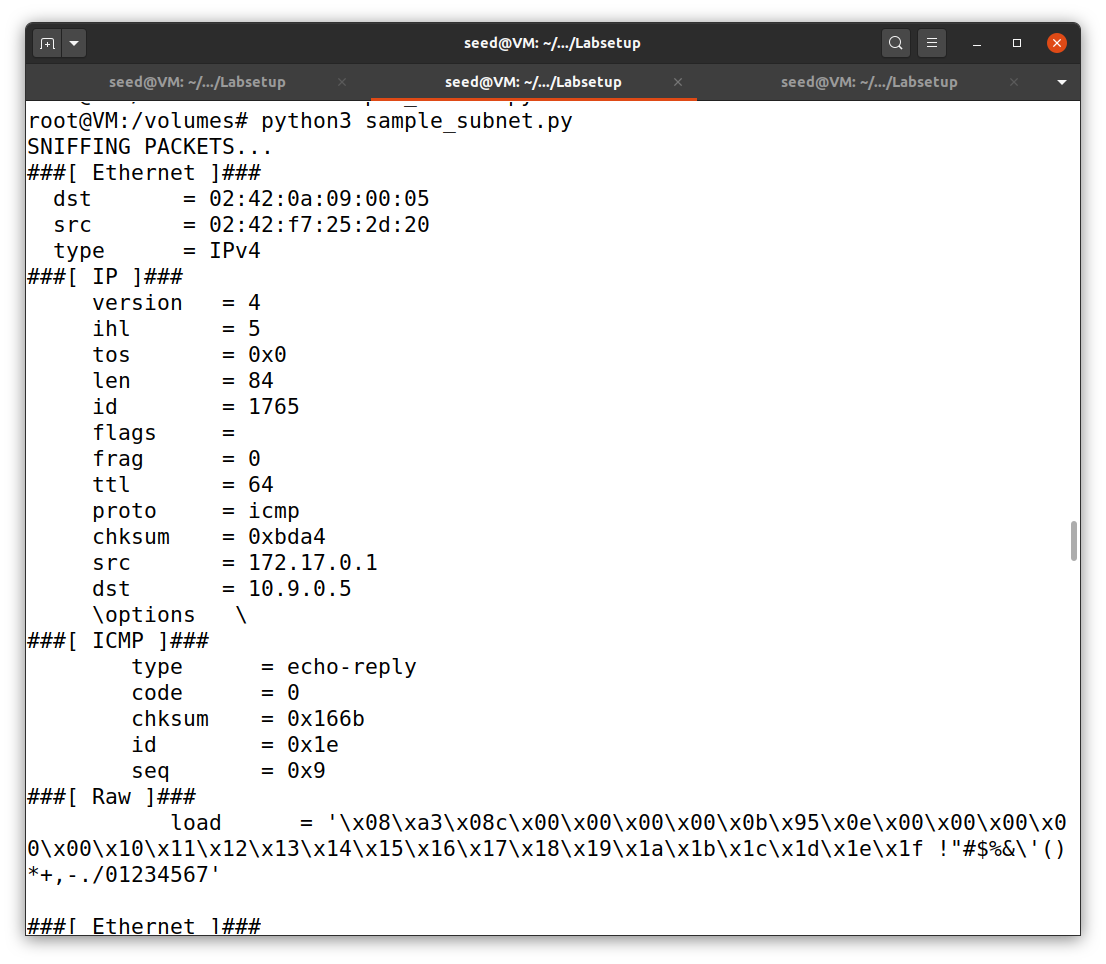 seed@VM: ~/.../Labsetup
seed@VM: ~/.../Labsetup seed@VM: ~/.../Labsetup seed@VM: ~/.../Labsetup
root@VM:/volumes# python3 sample_subnet.py
SNIFFING PACKETS...
###[ Ethernet ]###
  dst       = 02:42:0a:09:00:05
  src       = 02:42:f7:25:2d:20
  type      = IPv4
###[ IP ]###
     version   = 4
     ihl       = 5
     tos       = 0x0
     len       = 84
     id        = 1765
     flags     =
     frag      = 0
     ttl       = 64
     proto     = icmp
     chksum    = 0xbda4
     src       = 172.17.0.1
     dst       = 10.9.0.5
     \options   \
###[ ICMP ]###
        type      = echo-reply
        code      = 0
        chksum    = 0x166b
        id        = 0x1e
        seq       = 0x9
###[ Raw ]###
           load      = '\x08\xa3\x08c\x00\x00\x00\x00\x0b\x95\x0e\x00\x00\x00\x0
0\x00\x10\x11\x12\x13\x14\x15\x16\x17\x18\x19\x1a\x1b\x1c\x1d\x1e\x1f !"#$%&\'()
*+,-./01234567'
###[ Ethernet ]###